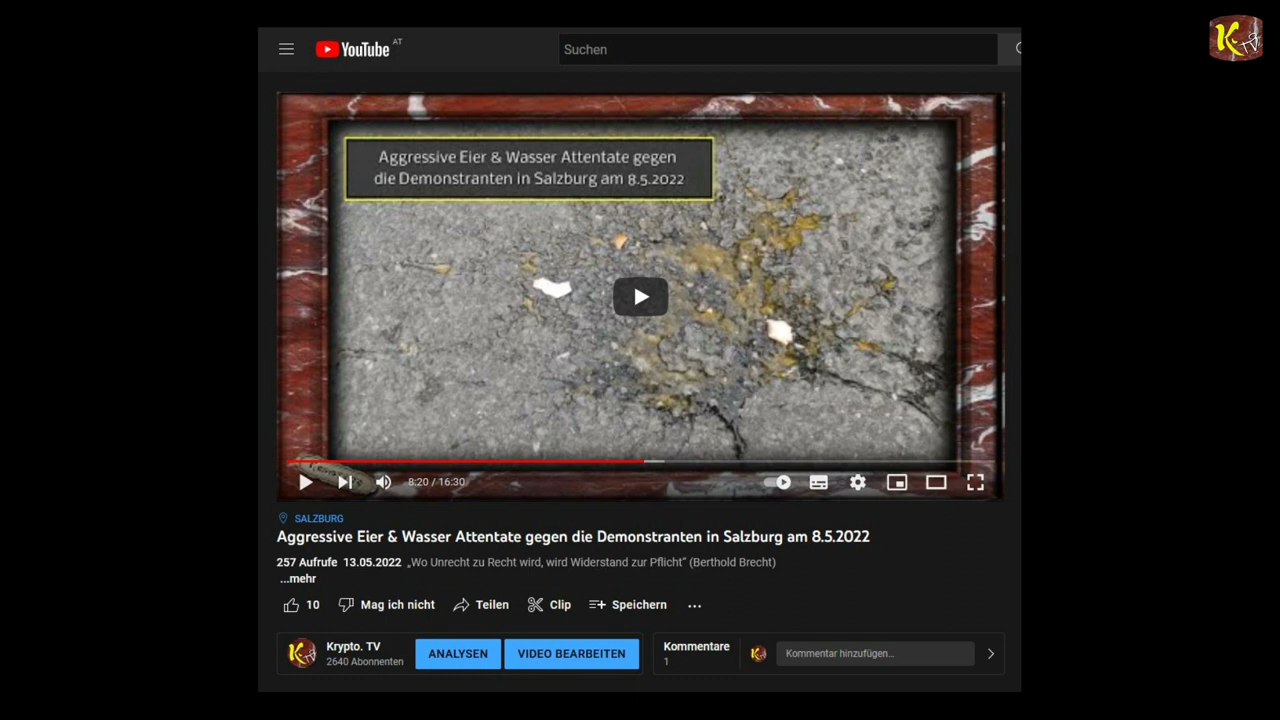 YouTube AT
Suchen
Aggressive Eier & Wasser Attentate gegen
die Demonstranten in Salzburg am 8.5.2022
8:20 / 16:30
SALZBURG
Aggressive Eier & Wasser Attentate gegen die Demonstranten in Salzburg am 8.5.2022
257 Aufrufe 13.05.2022 „Wo Unrecht zu Recht wird, wird Widerstand zur Pflicht“ (Berthold Brecht)
...mehr
10 Mag ich nicht Teilen Clip Speichern ...
Krypto. TV
2640 Abonnenten
ANALYSEN
VIDEO BEARBEITEN
Kommentare
1
Kommentar hinzufügen...